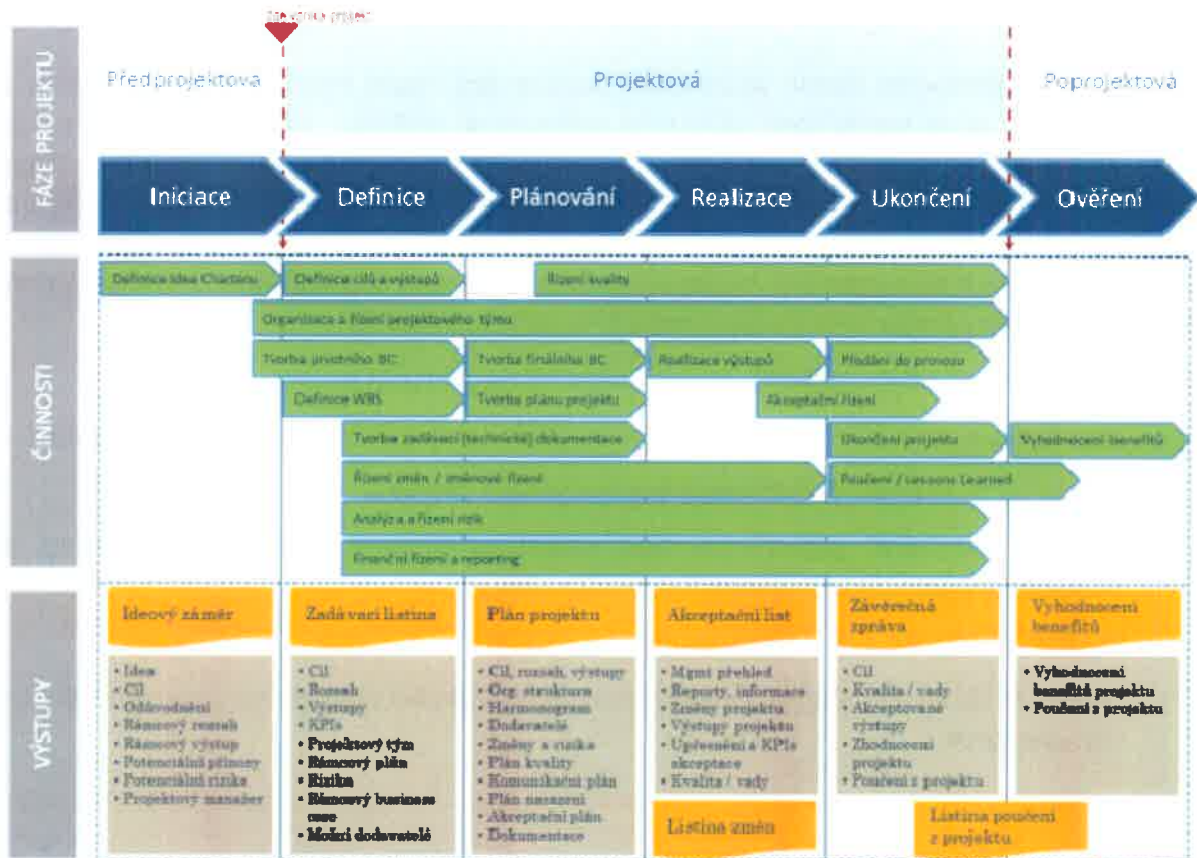 FÁZE PROJEKTU
Předprojektova
Projektová
Poprojektová
Iniciace
Definice
Plánování
Realizace
Ukončení
Ověření
ČINNOSTI
Definice Idea Charteru
Definice cílů a výstupů
Řízení kvality
Organizace a řízení projektového týmu
Tvorba prvotního BC
Tvorba finálního BC
Realizace výstupů
Předání do provozu
Definice WBS
Tvorba plánu projektu
Akceptační řízení
Tvorba zadávací (technické) dokumentace
Ukončení projektu
Vyhodnocení benefitů
Řízení změn / změnové řízení
Poučení / Lessons Learned
Analýza a řízení rizik
Finanční řízení a reporting
VÝSTUPY
Ideový záměr
• Idea
• Cíl
• Odůvodnění
• Rámcový rozsah
• Rámcový výstup
• Potenciální přínosy
• Potenciální rizika
• Projektový manažer
Zadávací listina
• Cíl
• Rozsah
• Výstupy
• KPIs
• Projektový tým
• Rámcový plán
• Rizika
• Rámcový business
case
• Možní dodavatelé
Plán projektu
• Cíl, rozsah, výstupy
• Org. struktura
• Harmonogram
• Dodavatelé
• Změny a rizika
• Plán kvality
• Komunikační plán
• Plán nasazení
• Akceptační plán
• Dokumentace
Akceptační list
• Mgmt přehled
• Reporty, informace
• Změny projektu
• Výstupy projektu
• Upřesnění a KPIs
akceptace
• Kvalita / vady
Listina změn
Závěrečná
zpráva
• Cíl
• Kvalita / vady
• Akceptované
výstupy
• Zhodnocení
projektu
• Poučení z projektu
Listina poučení
z projektu
Vyhodnocení
benefitů
• Vyhodnocení
benefitů projektu
• Poučení z projektu